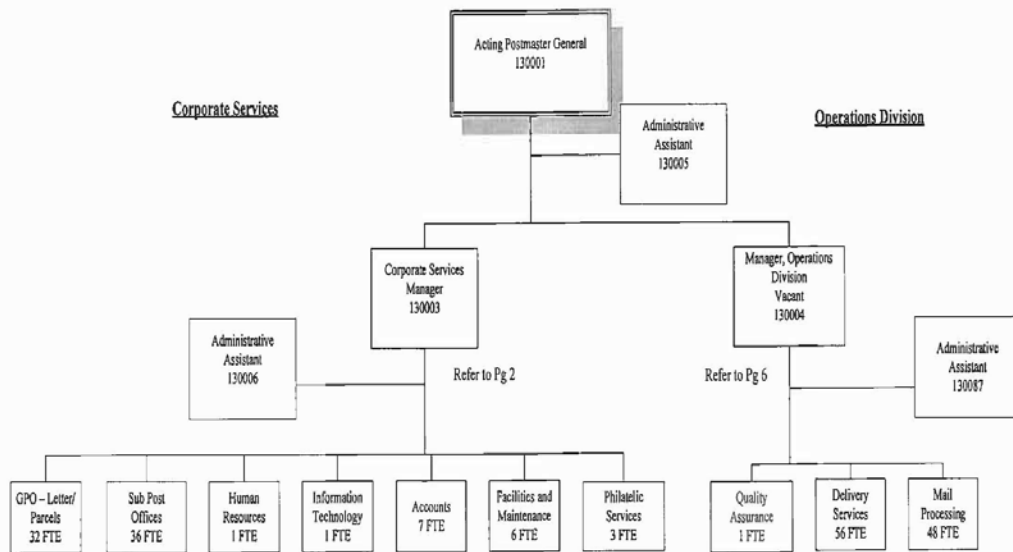 Acting Postmaster General
130001
Corporate Services
Operations Division
Administrative
Assistant
130005
Corporate Services
Manager
130003
Manager, Operations
Division
Vacant
130004
Administrative
Assistant
130006
Refer to Pg 2
Refer to Pg 6
Administrative
Assistant
130087
GPO – Letter/
Parcels
32 FTE
Sub Post
Offices
36 FTE
Human
Resources
1 FTE
Information
Technology
1 FTE
Accounts
7 FTE
Facilities and
Maintenance
6 FTE
Philatelic
Services
3 FTE
Quality
Assurance
1 FTE
Delivery
Services
56 FTE
Mail
Processing
48 FTE